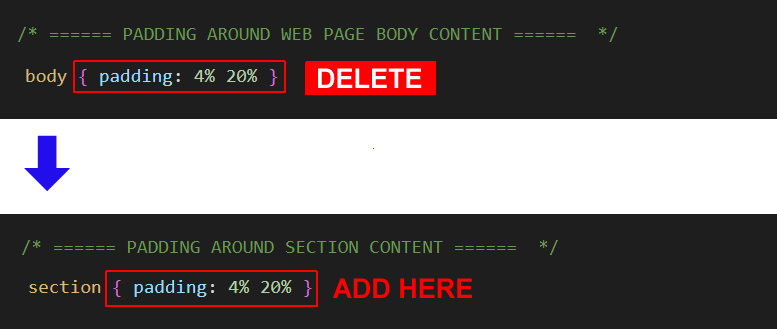 /* ====== PADDING AROUND WEB PAGE BODY CONTENT ====== */
body { padding: 4% 20% } DELETE
/* ====== PADDING AROUND SECTION CONTENT ====== */
section { padding: 4% 20% } ADD HERE